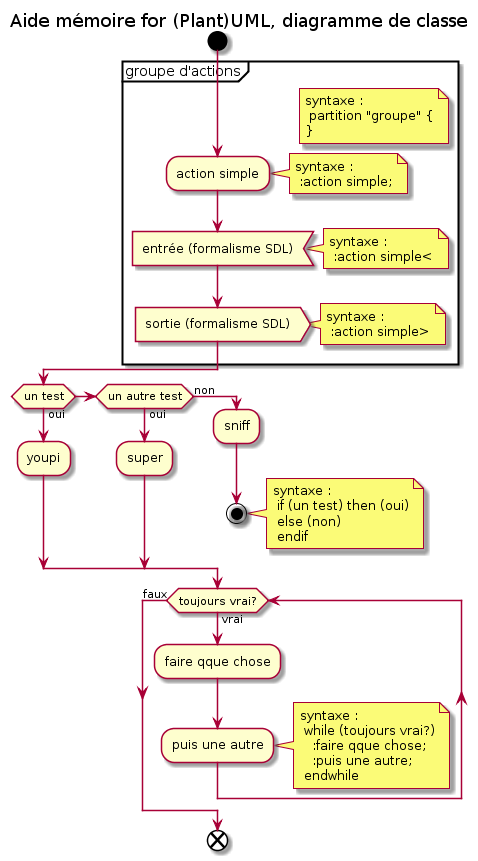 Aide mémoire for (Plant)UML, diagramme de classe
groupe d'actions
syntaxe :
partition "groupe" {
}
action simple
syntaxe :
:action simple;
entrée (formalisme SDL)
syntaxe :
:action simple<
sortie (formalisme SDL)
syntaxe :
:action simple>
un test
oui
un autre test
oui
non
youpi
super
sniff
syntaxe :
if (un test) then (oui)
else (non)
endif
toujours vrai?
faux
vrai
faire qque chose
puis une autre
syntaxe :
while (toujours vrai?)
:faire qque chose;
:puis une autre;
endwhile